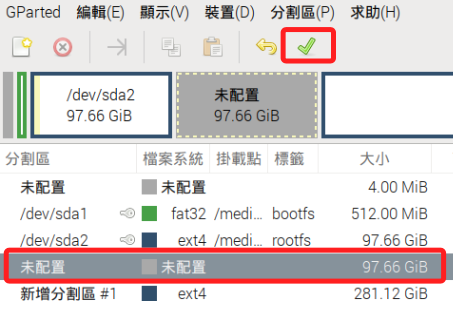 GParted 編輯(E) 顯示(V) 裝置(D) 分割區(P) 求助(H)
/dev/sda2
97.66 GiB
未配置
97.66 GiB
分割區 檔案系統 掛載點 標籤 大小
未配置 未配置 4.00 MiB
/dev/sda1 fat32 /medi... bootfs 512.00 MiB
/dev/sda2 ext4 /medi... rootfs 97.66 GiB
未配置 未配置 97.66 GiB
新增分割區 #1 ext4 281.12 GiB